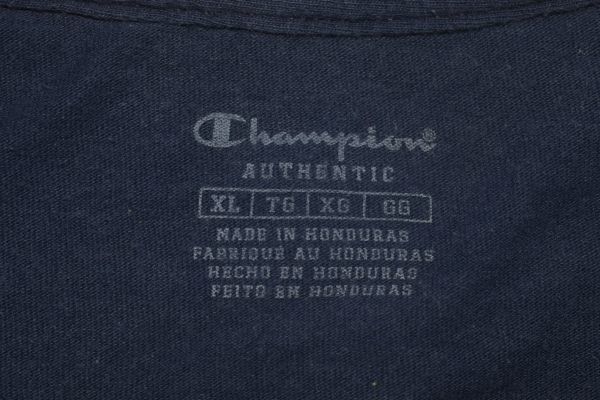 Champion®
AUTHENTIC
XL TG XG GG
MADE IN HONDURAS
FABRIQUÉ AU HONDURAS
HECHO EN HONDURAS
FEITO EM HONDURAS